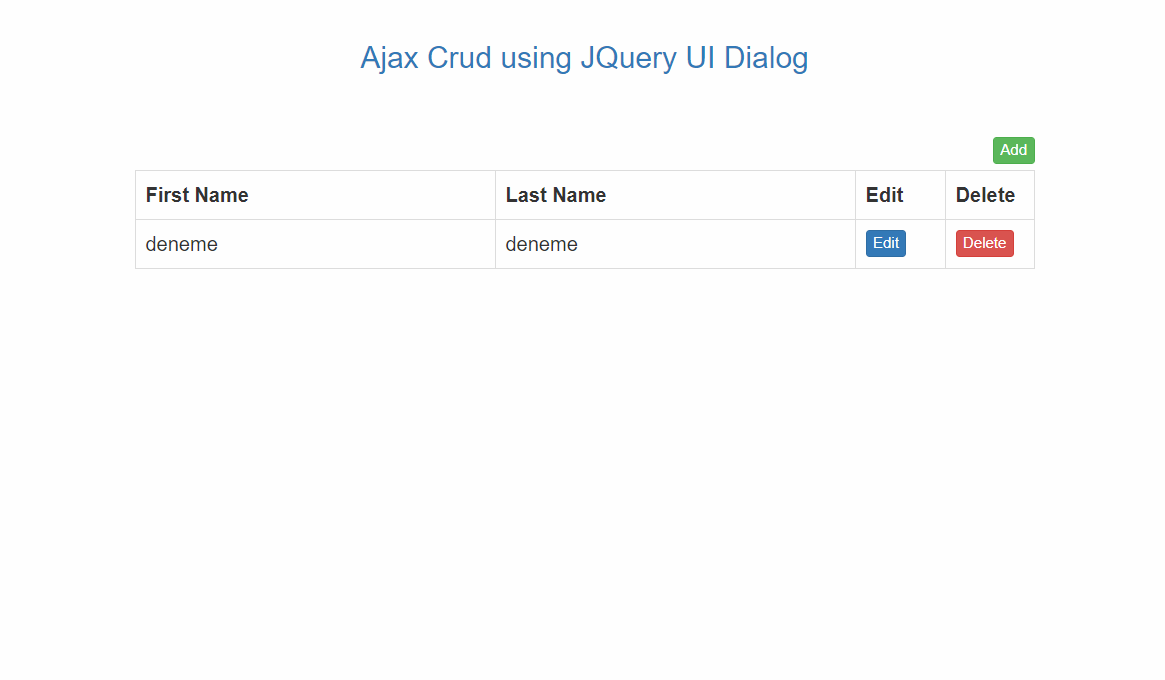 Ajax Crud using JQuery UI Dialog
Add
First Name Last Name Edit Delete
deneme deneme Edit Delete